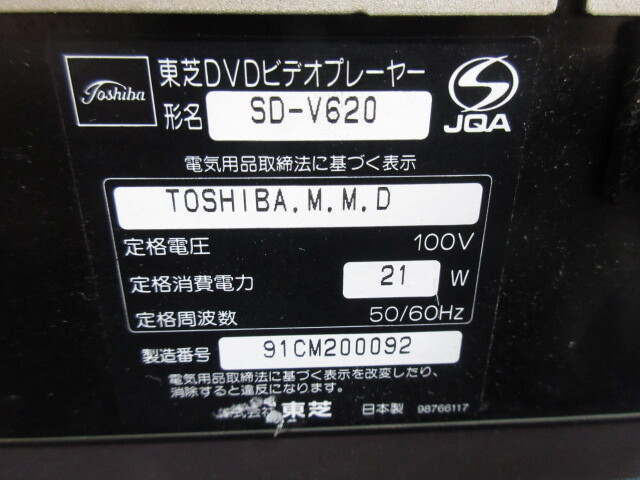 Toshiba
東芝DVDビデオプレーヤー
形名 SD-V620
JQA
電気用品取締法に基づく表示
TOSHIBA.M.M.D
定格電圧 100V
定格消費電力 21 W
定格周波数 50/60Hz
製造番号 91CM200092
電気用品取締法に基づく表示を改変したり、
消除すると違反になります。
株式会社 東芝 日本製 98766117